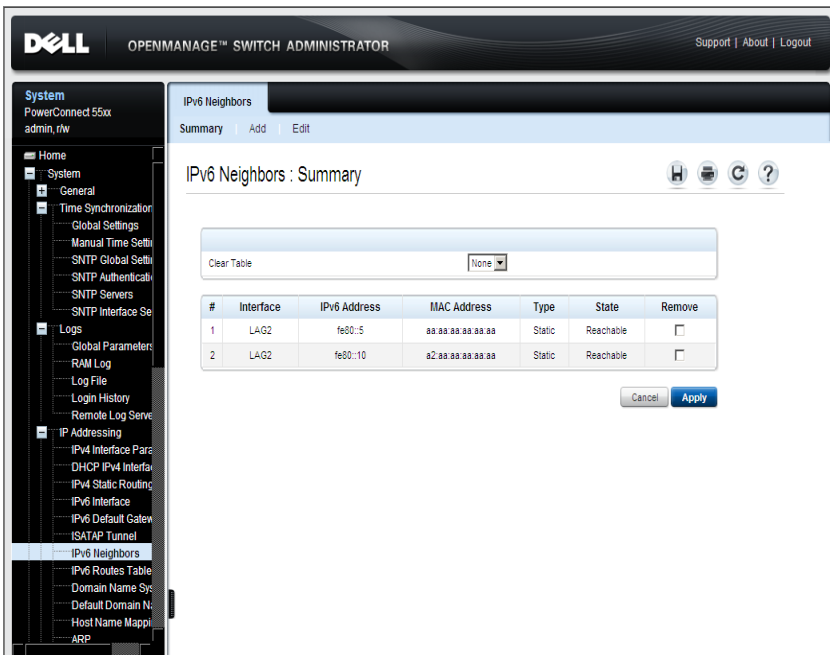 DELL OPENMANAGE™ SWITCH ADMINISTRATOR Support | About | Logout
System
PowerConnect 55xx
admin, r/w
Home
System
General
Time Synchronization
Global Settings
Manual Time Settin
SNTP Global Settin
SNTP Authenticatio
SNTP Servers
SNTP Interface Se
Logs
Global Parameters
RAM Log
Log File
Login History
Remote Log Serve
IP Addressing
IPv4 Interface Para
DHCP IPv4 Interfac
IPv4 Static Routing
IPv6 Interface
IPv6 Default Gatew
ISATAP Tunnel
IPv6 Neighbors
IPv6 Routes Table
Domain Name Sys
Default Domain Na
Host Name Mappin
ARP
IPv6 Neighbors
Summary Add Edit
IPv6 Neighbors : Summary
Clear Table None
# Interface IPv6 Address MAC Address Type State Remove
1 LAG2 fe80::5 aa:aa:aa:aa:aa:aa Static Reachable
2 LAG2 fe80::10 a2:aa:aa:aa:aa:aa Static Reachable
Cancel Apply